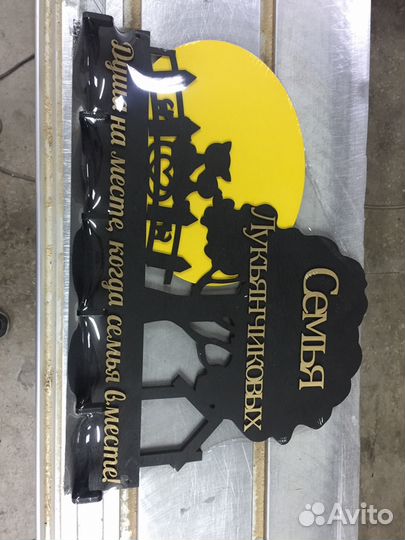 Семья
Лукьянчиковых
Душа на месте, когда семья вместе!
Avito